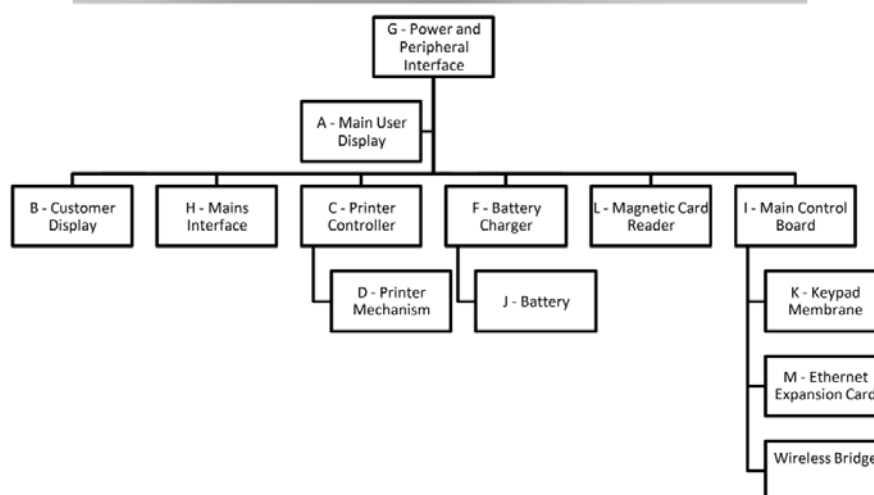 G - Power and
Peripheral
Interface
A - Main User
Display
B - Customer
Display
H - Mains
Interface
C - Printer
Controller
F - Battery
Charger
L - Magnetic Card
Reader
I - Main Control
Board
D - Printer
Mechanism
J - Battery
K - Keypad
Membrane
M - Ethernet
Expansion Card
Wireless Bridge